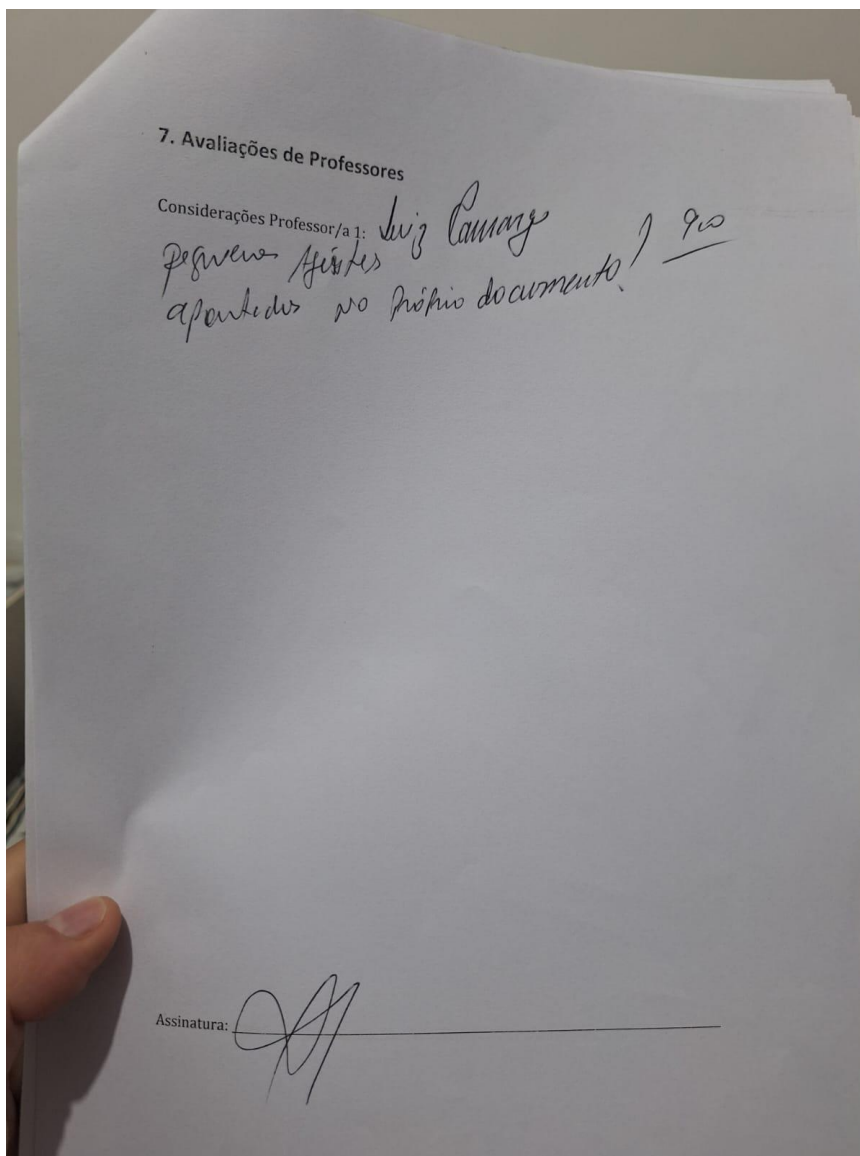 7. Avaliações de Professores
Considerações Professor/a 1: Luiz Camargo
pequenos Ajustes 9,0
apontados no próprio documento!
Assinatura: